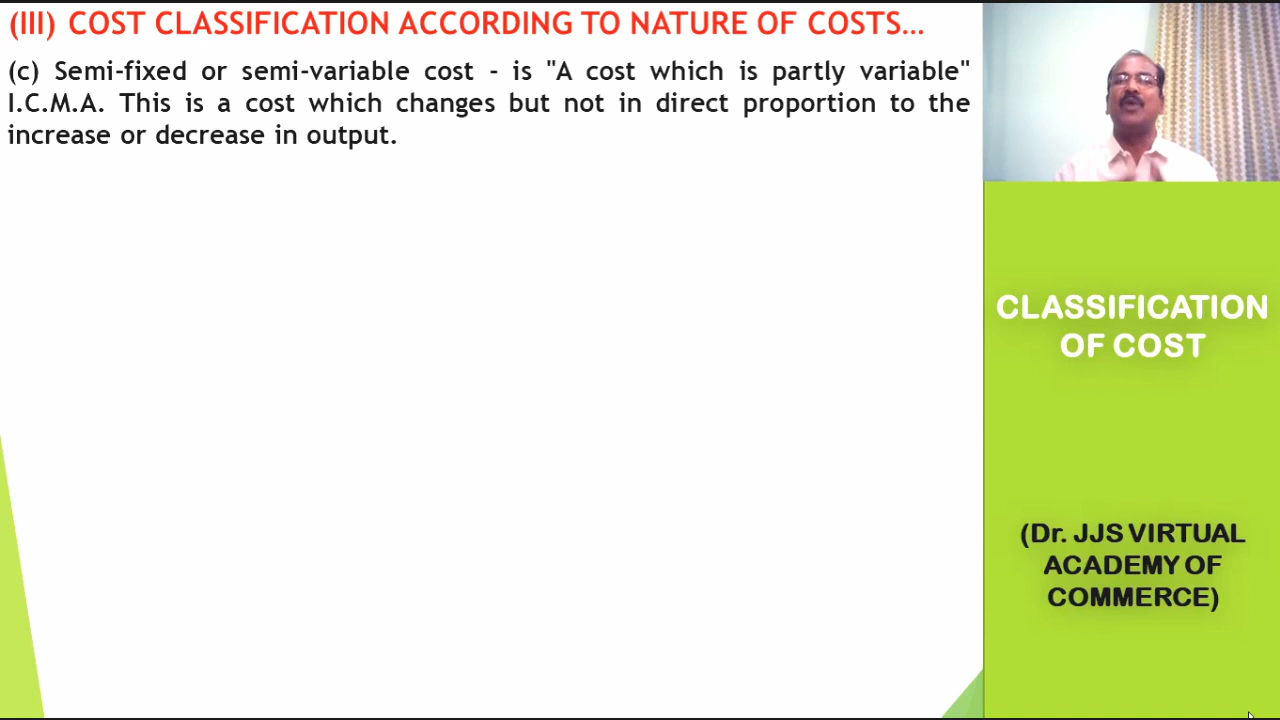 (III) COST CLASSIFICATION ACCORDING TO NATURE OF COSTS...
(c) Semi-fixed or semi-variable cost - is "A cost which is partly variable"
I.C.M.A. This is a cost which changes but not in direct proportion to the
increase or decrease in output.
CLASSIFICATION
OF COST
(Dr. JJS VIRTUAL
ACADEMY OF
COMMERCE)